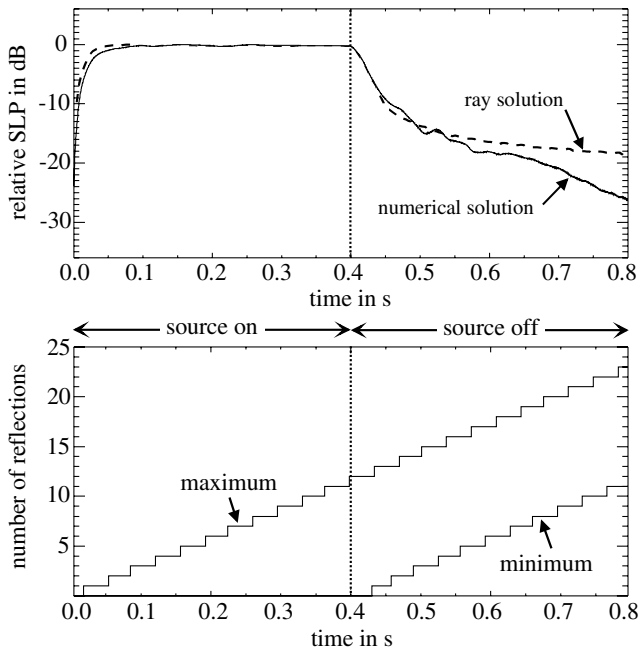 0
-10
-20
-30
relative SLP in dB
ray solution
numerical solution
0.0 0.1 0.2 0.3 0.4 0.5 0.6 0.7 0.8
time in s
source on source off
25
20
15
10
5
number of reflections
maximum
minimum
0.0 0.1 0.2 0.3 0.4 0.5 0.6 0.7 0.8
time in s